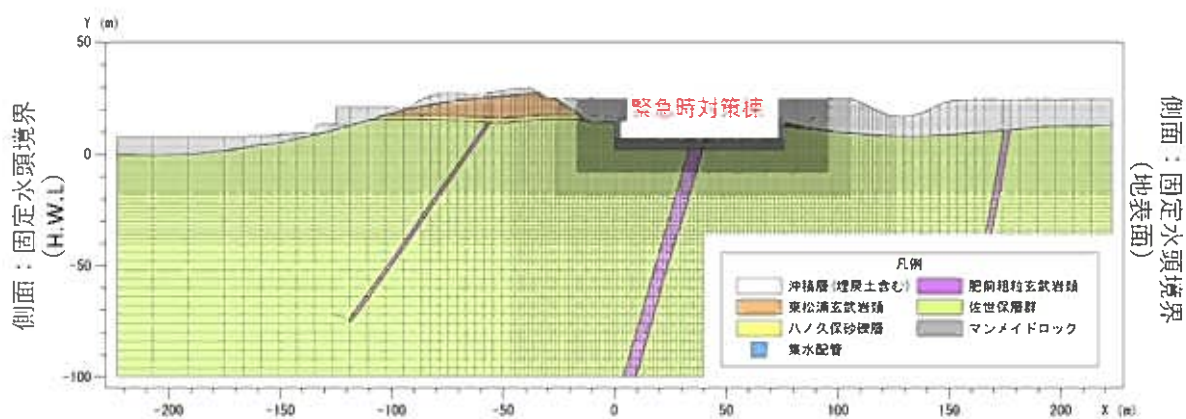 Y (m)
50
0
-50
-100
-200
-150
-100
-50
0
50
100
150
200
X (m)
側面：固定水頭境界
(H.W.L)
緊急時対策棟
側面：固定水頭境界
(地表面)
凡例
沖積層(埋戻土含む)
肥前粗粒玄武岩類
東松浦玄武岩類
佐世保層群
八ノ久保砂礫層
マンメイドロック
集水配管